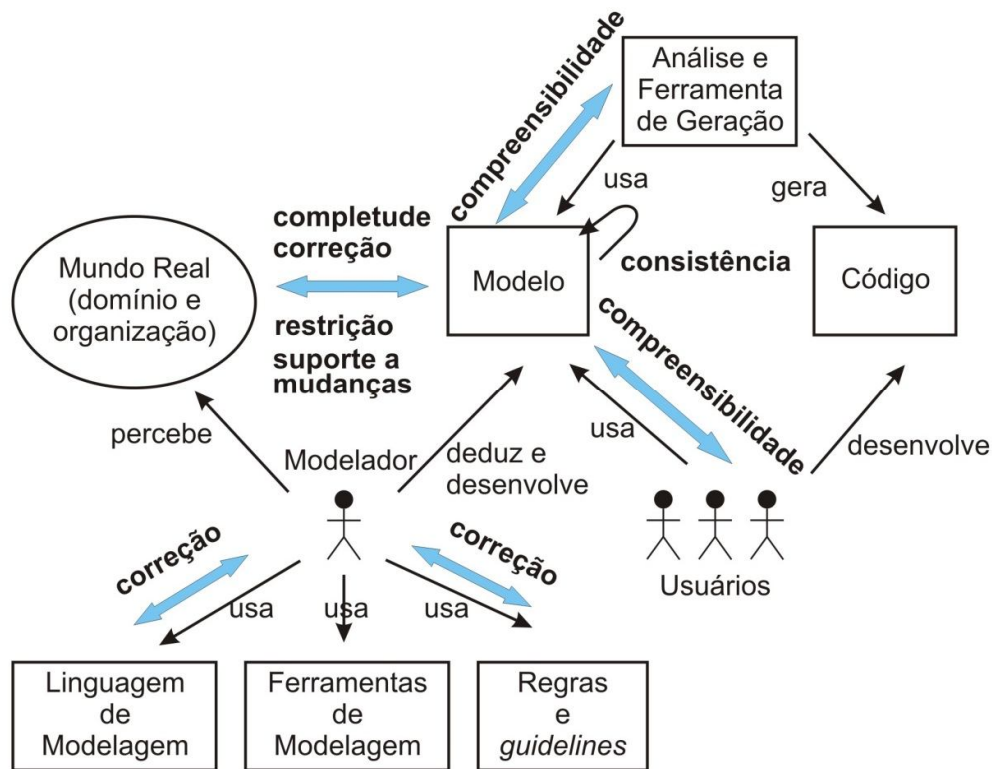 compreensibilidade
Análise e
Ferramenta
de Geração
usa
gera
completude
correção
Mundo Real
(domínio e
organização)
Modelo
consistência
Código
restrição
suporte a
mudanças
compreensibilidade
percebe
Modelador
deduz e
desenvolve
usa
desenvolve
Usuários
correção
correção
usa
usa
usa
Linguagem
de
Modelagem
Ferramentas
de
Modelagem
Regras
e
guidelines